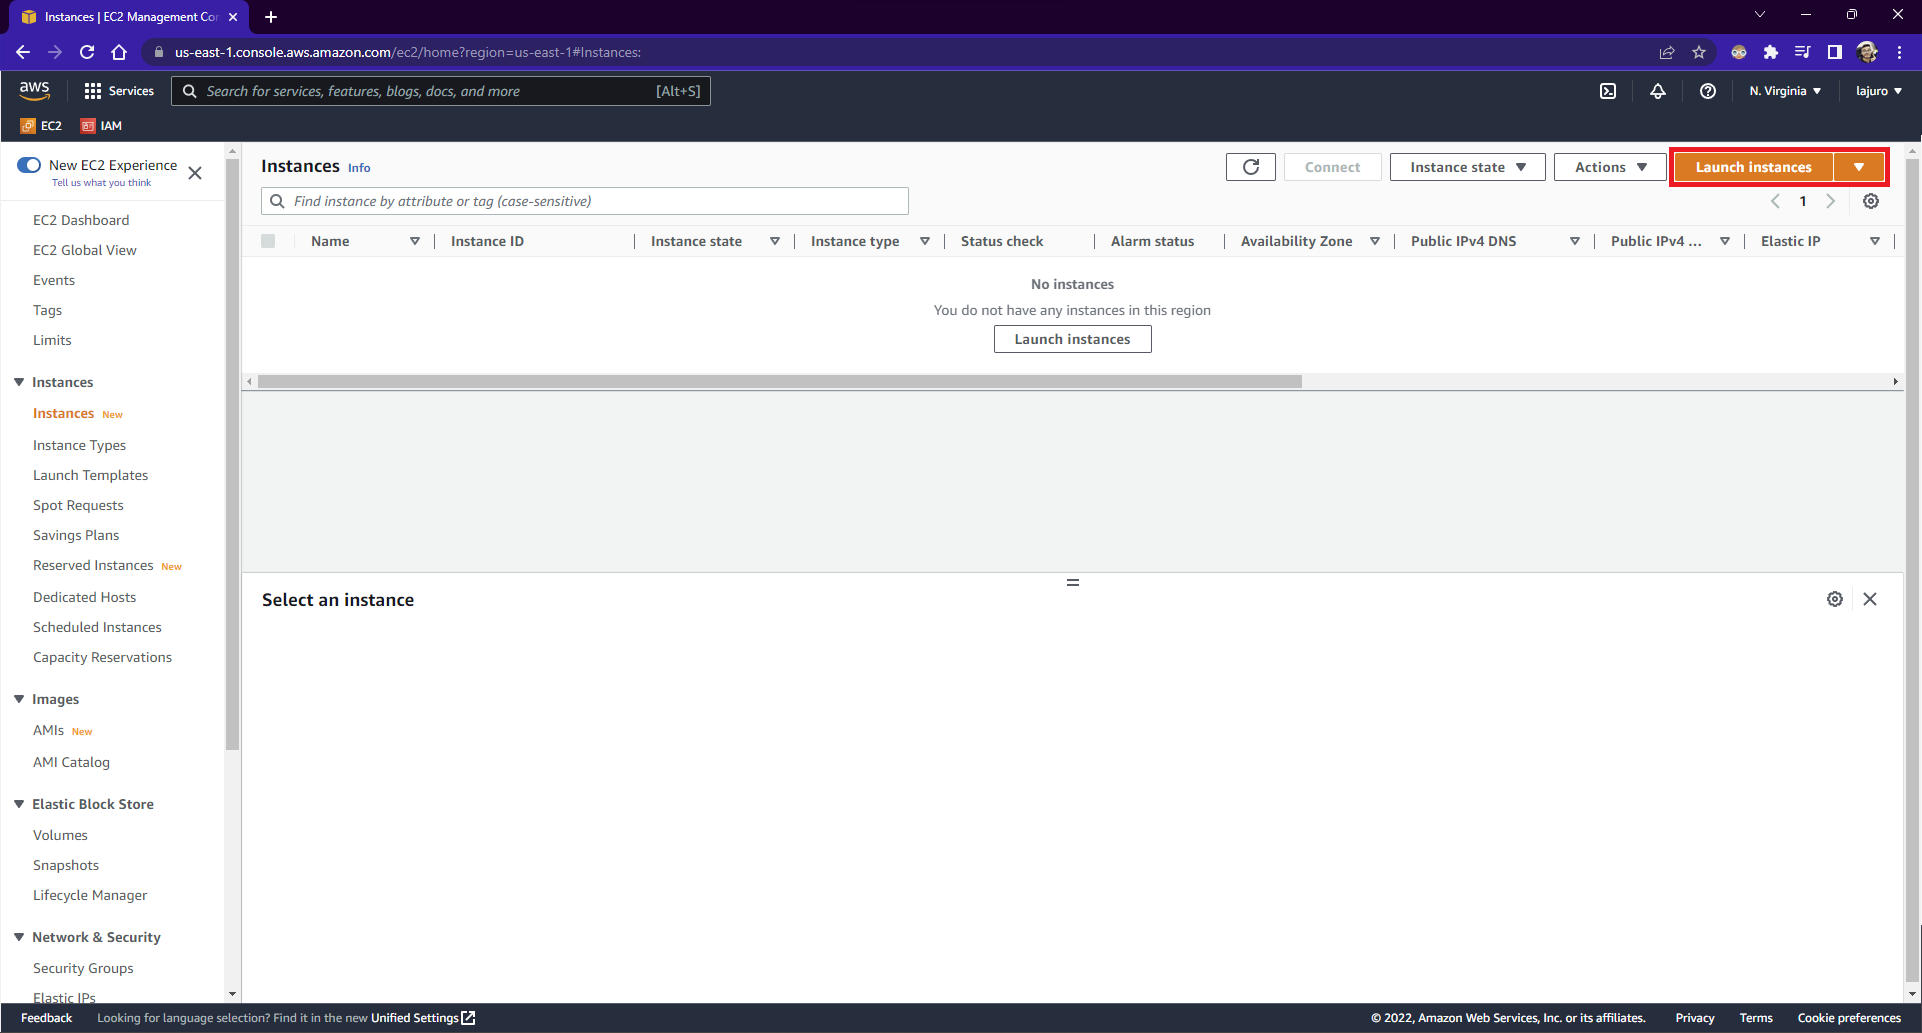 Instances | EC2 Management Con
us-east-1.console.aws.amazon.com/ec2/home?region=us-east-1#Instances:
aws Services Search for services, features, blogs, docs, and more [Alt+S] N. Virginia lajuro
EC2 IAM
New EC2 Experience
Tell us what you think
EC2 Dashboard
EC2 Global View
Events
Tags
Limits
Instances
Instances New
Instance Types
Launch Templates
Spot Requests
Savings Plans
Reserved Instances New
Dedicated Hosts
Scheduled Instances
Capacity Reservations
Images
AMIs New
AMI Catalog
Elastic Block Store
Volumes
Snapshots
Lifecycle Manager
Network & Security
Security Groups
Elastic IPs
Instances Info Connect Instance state Actions Launch instances
Find instance by attribute or tag (case-sensitive) 1
Name Instance ID Instance state Instance type Status check Alarm status Availability Zone Public IPv4 DNS Public IPv4 ... Elastic IP
No instances
You do not have any instances in this region
Launch instances
Select an instance
Feedback Looking for language selection? Find it in the new Unified Settings © 2022, Amazon Web Services, Inc. or its affiliates. Privacy Terms Cookie preferences